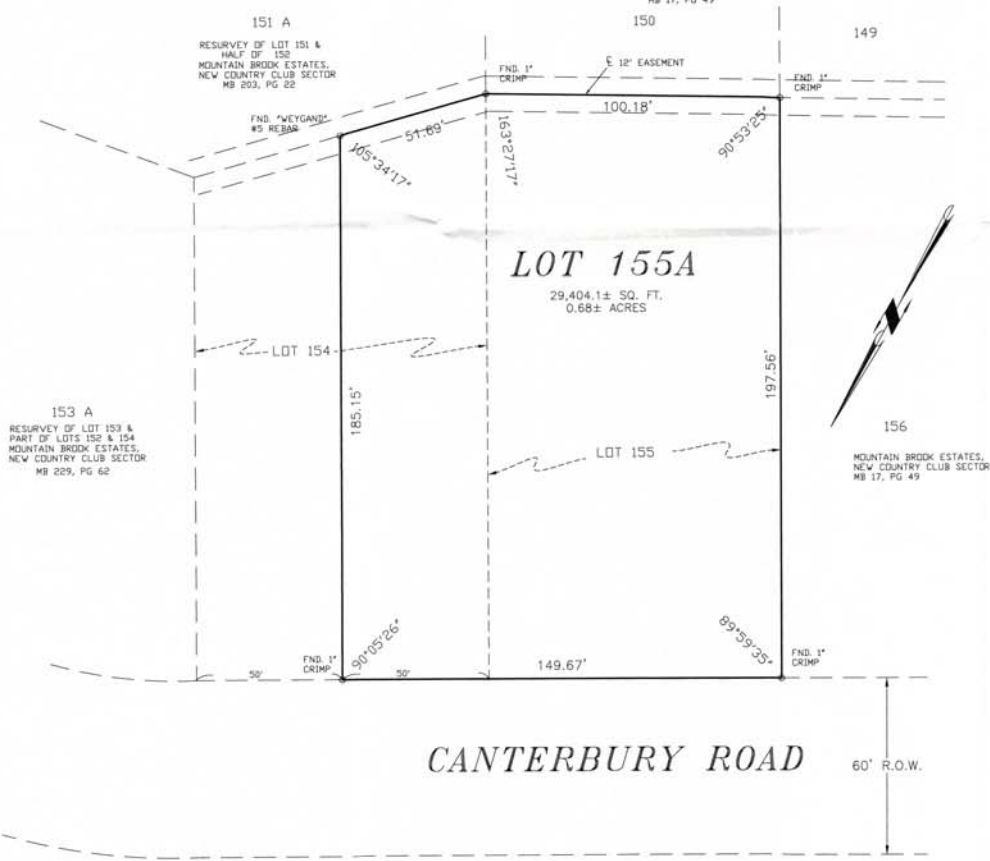 MB 17, PG 49
150
151 A
RESURVEY OF LOT 151 &
HALF OF 152
MOUNTAIN BROOK ESTATES,
NEW COUNTRY CLUB SECTOR
MB 203, PG 22
149
℄ 12' EASEMENT
FND. 1"
CRIMP
FND. 1"
CRIMP
FND. "WEYGAND"
#5 REBAR
51.69'
100.18'
105°34'17"
163°27'17"
90°53'25"
LOT 155A
29,404.1± SQ. FT.
0.68± ACRES
LOT 154
185.15'
197.56'
153 A
RESURVEY OF LOT 153 &
PART OF LOTS 152 & 154
MOUNTAIN BROOK ESTATES,
NEW COUNTRY CLUB SECTOR
MB 229, PG 62
LOT 155
156
MOUNTAIN BROOK ESTATES,
NEW COUNTRY CLUB SECTOR
MB 17, PG 49
90°05'26"
89°59'35"
FND. 1"
CRIMP
FND. 1"
CRIMP
50'
50'
149.67'
CANTERBURY ROAD
60' R.O.W.